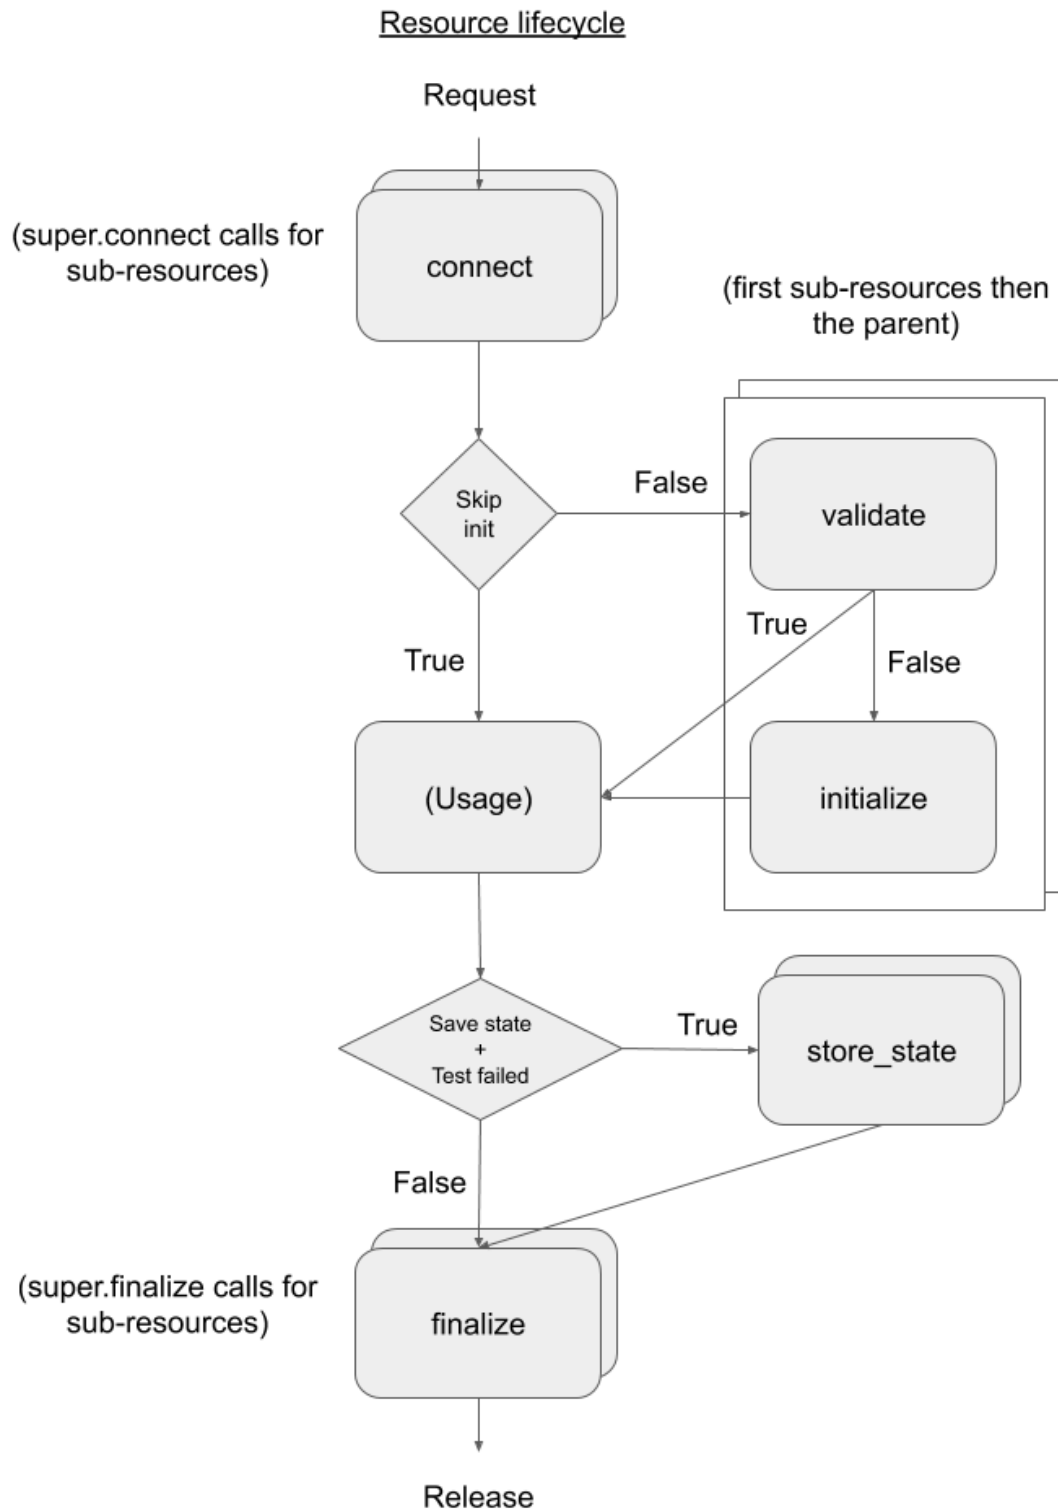 Resource lifecycle
Request
(super.connect calls for
sub-resources)
connect
(first sub-resources then
the parent)
Skip
init
False
validate
True
True
False
(Usage)
initialize
Save state
+
Test failed
True
store_state
False
(super.finalize calls for
sub-resources)
finalize
Release